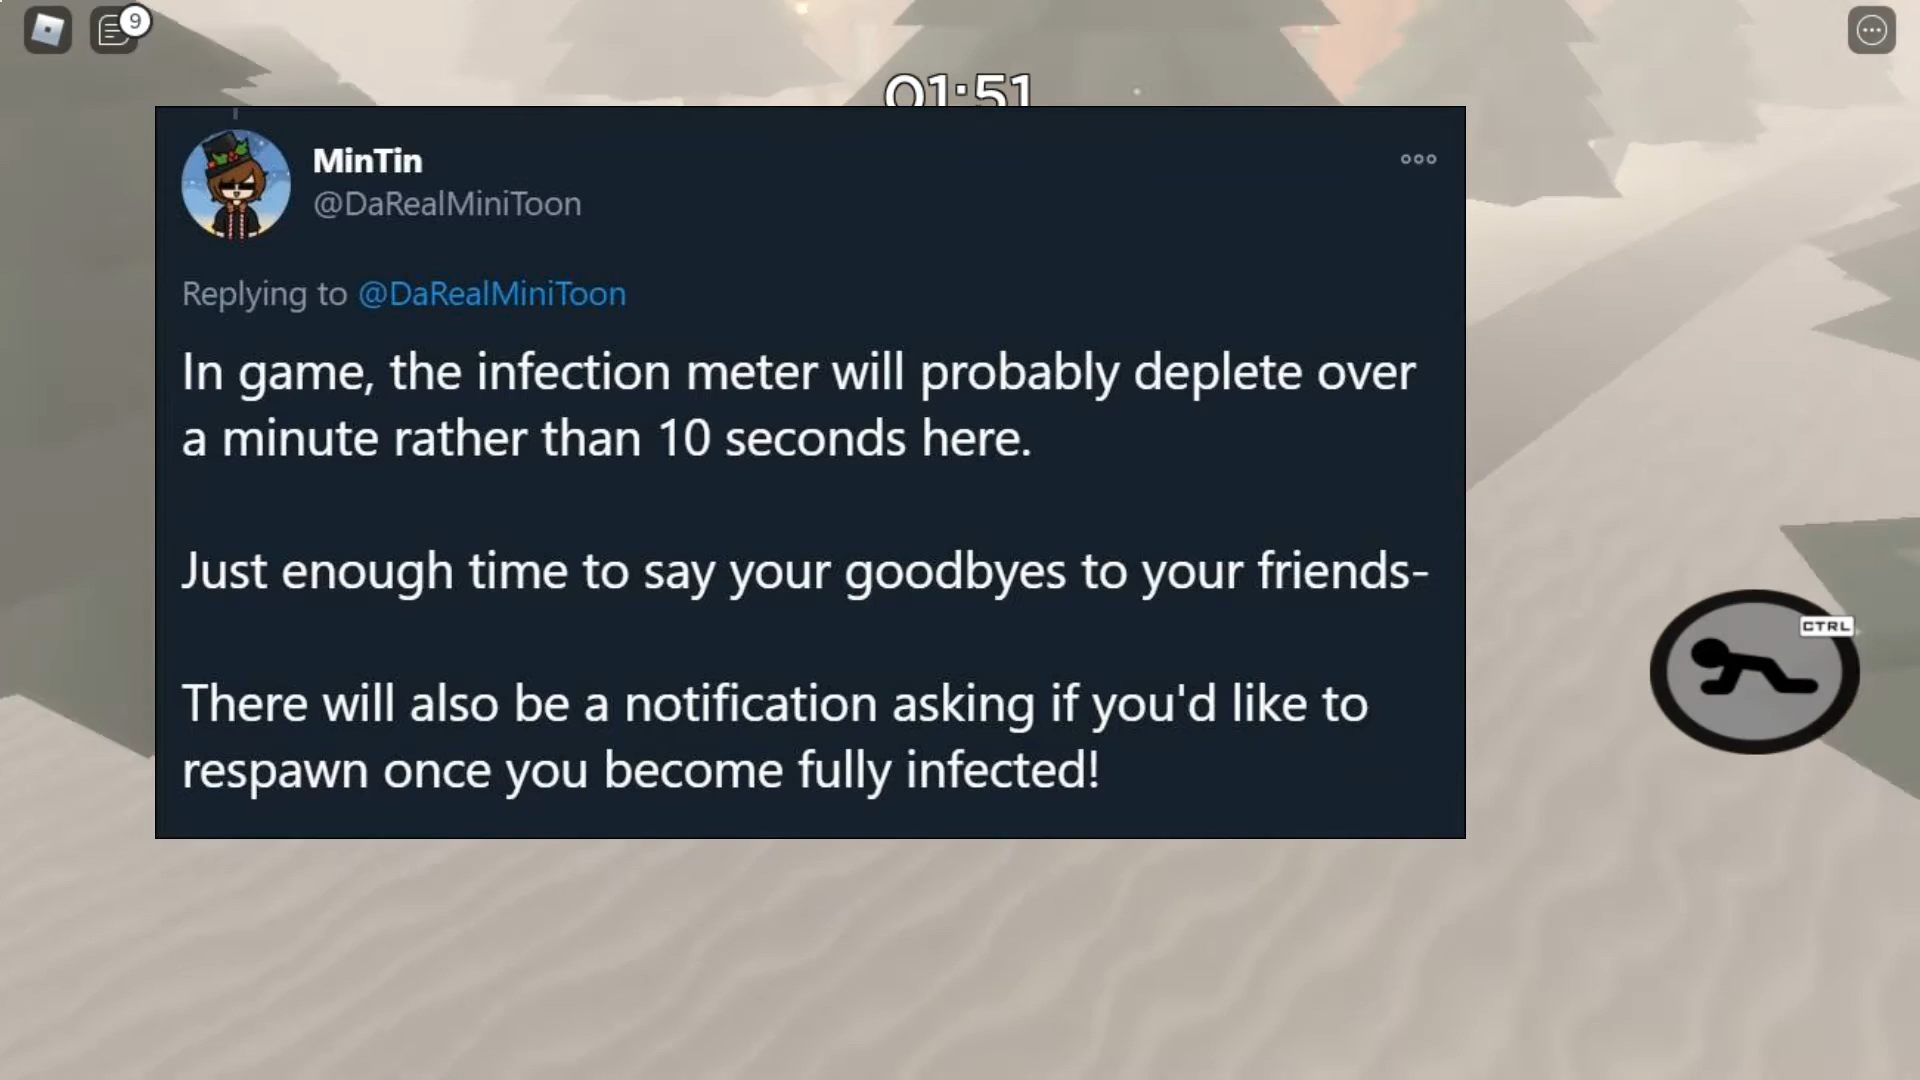 9
01:51
MinTin
@DaRealMiniToon
Replying to @DaRealMiniToon
In game, the infection meter will probably deplete over
a minute rather than 10 seconds here.
Just enough time to say your goodbyes to your friends-
There will also be a notification asking if you'd like to
respawn once you become fully infected!
CTRL